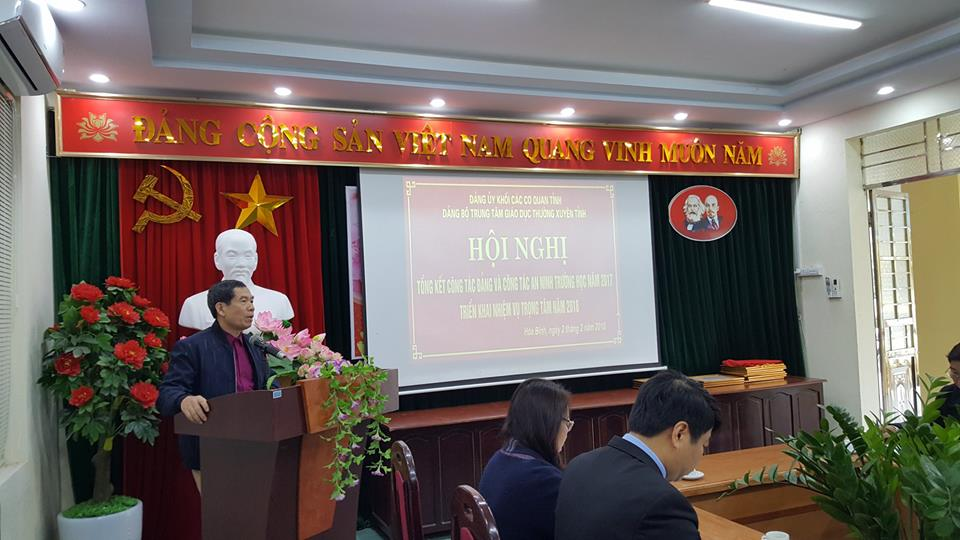 ĐẢNG CỘNG SẢN VIỆT NAM QUANG VINH MUÔN NĂM
ĐẢNG ỦY KHỐI CÁC CƠ QUAN TỈNH
ĐẢNG BỘ TRUNG TÂM GIÁO DỤC THƯỜNG XUYÊN TỈNH
HỘI NGHỊ
TỔNG KẾT CÔNG TÁC ĐẢNG VÀ CÔNG TÁC AN NINH TRƯỜNG HỌC NĂM 2017
TRIỂN KHAI NHIỆM VỤ TRỌNG TÂM NĂM 2018
Hòa Bình, ngày 2 tháng 2 năm 2018